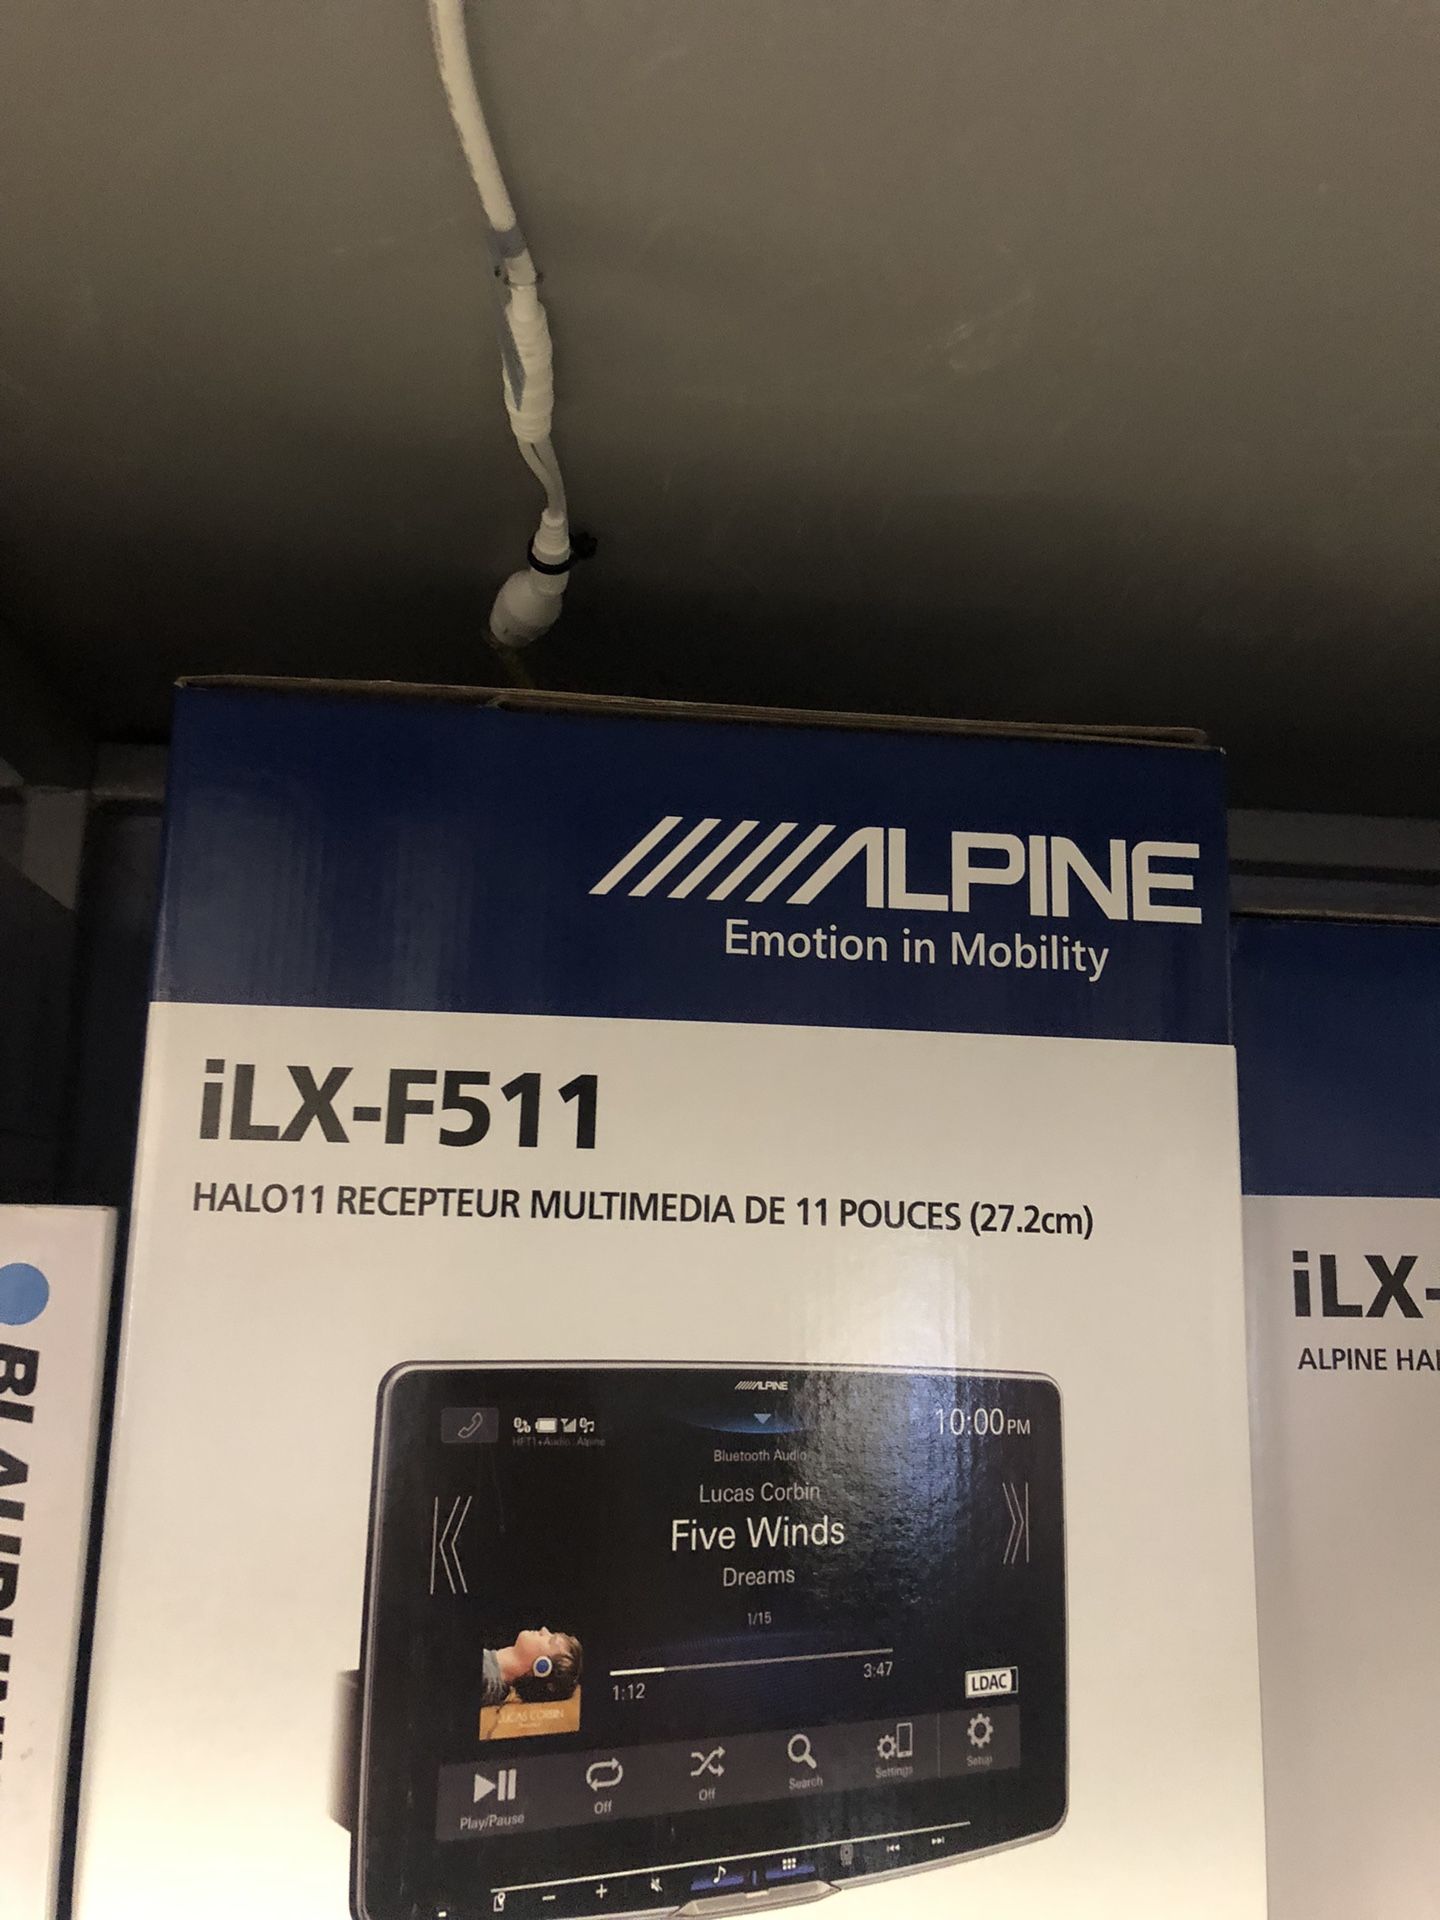 ALPINE
Emotion in Mobility
iLX-F511
HALO11 RECEPTEUR MULTIMEDIA DE 11 POUCES (27.2cm)
iLX-
ALPINE
ALPINE
10:00PM
Bluetooth Audio
Lucas Corbin
Five Winds
Dreams
1/15
1:12
3:47
LDAC
LUCAS CORBIN
Play/Pause
Off
Off
Search
Settings
Setup